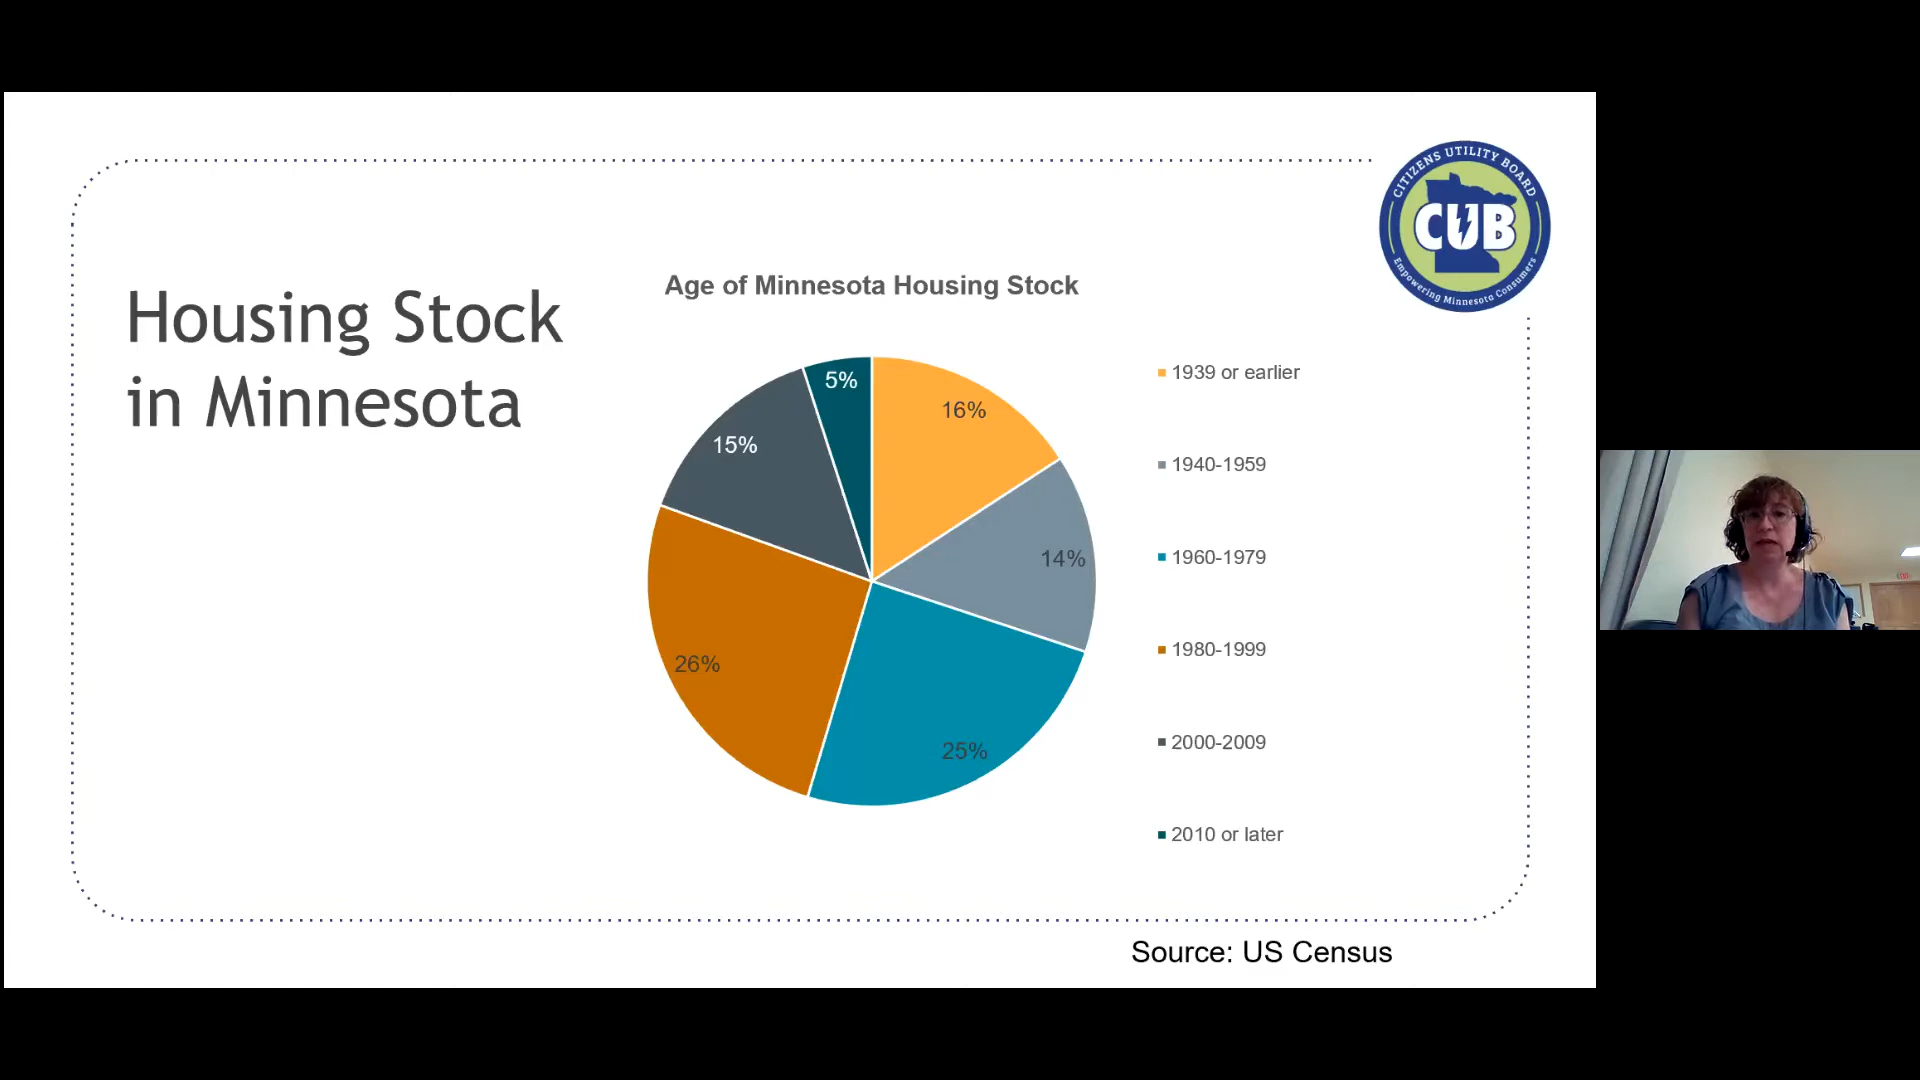 CITIZENS UTILITY BOARD
CUB
Empowering Minnesota Consumers
Housing Stock
in Minnesota
Age of Minnesota Housing Stock
5%
16%
15%
14%
26%
25%
1939 or earlier
1940-1959
1960-1979
1980-1999
2000-2009
2010 or later
Source: US Census